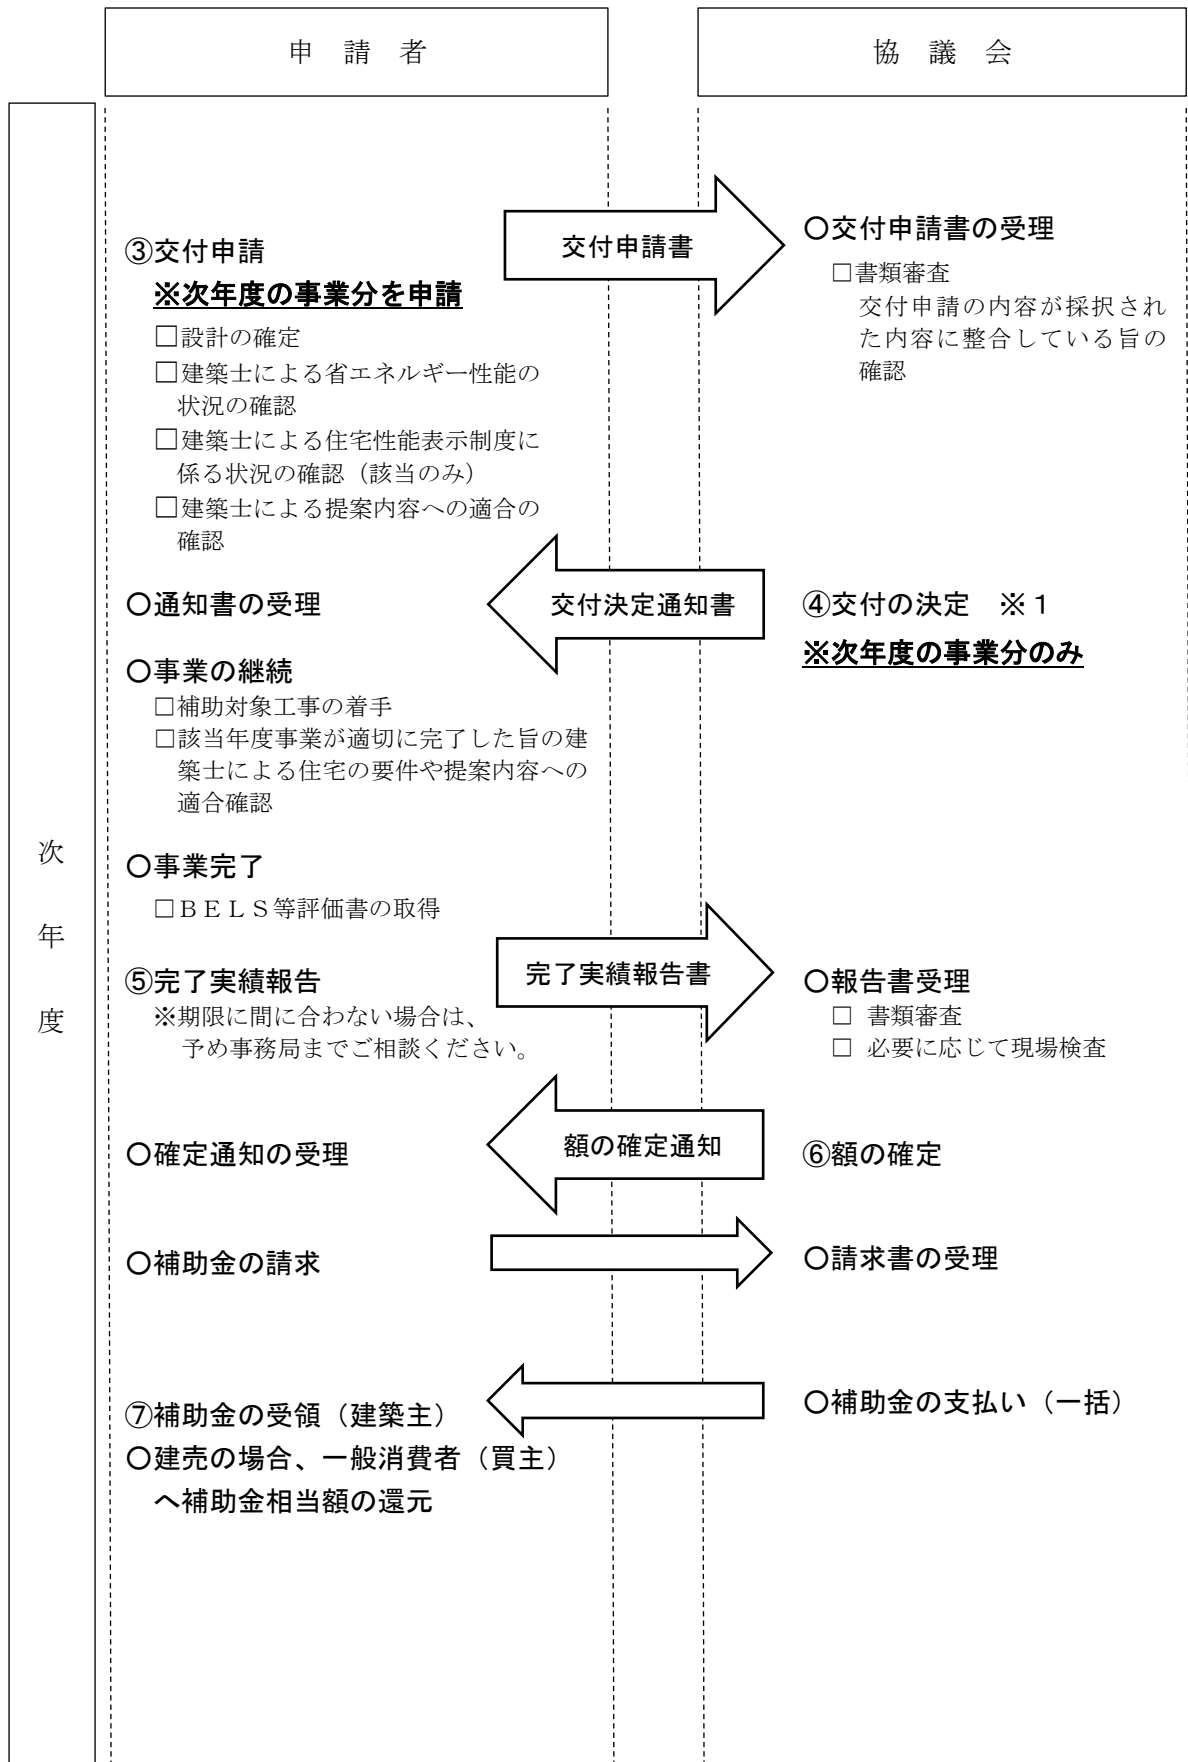 申 請 者
協 議 会
次
年
度
③交付申請
※次年度の事業分を申請
□設計の確定
□建築士による省エネルギー性能の
状況の確認
□建築士による住宅性能表示制度に
係る状況の確認（該当のみ）
□建築士による提案内容への適合の
確認
交付申請書
〇交付申請書の受理
□書類審査
交付申請の内容が採択され
た内容に整合している旨の
確認
〇通知書の受理
交付決定通知書
④交付の決定 ※１
※次年度の事業分のみ
〇事業の継続
□補助対象工事の着手
□該当年度事業が適切に完了した旨の建
築士による住宅の要件や提案内容への
適合確認
〇事業完了
□ＢＥＬＳ等評価書の取得
⑤完了実績報告
※期限に間に合わない場合は、
予め事務局までご相談ください。
完了実績報告書
〇報告書受理
□ 書類審査
□ 必要に応じて現場検査
〇確定通知の受理
額の確定通知
⑥額の確定
〇補助金の請求
〇請求書の受理
⑦補助金の受領（建築主）
〇補助金の支払い（一括）
〇建売の場合、一般消費者（買主）
へ補助金相当額の還元